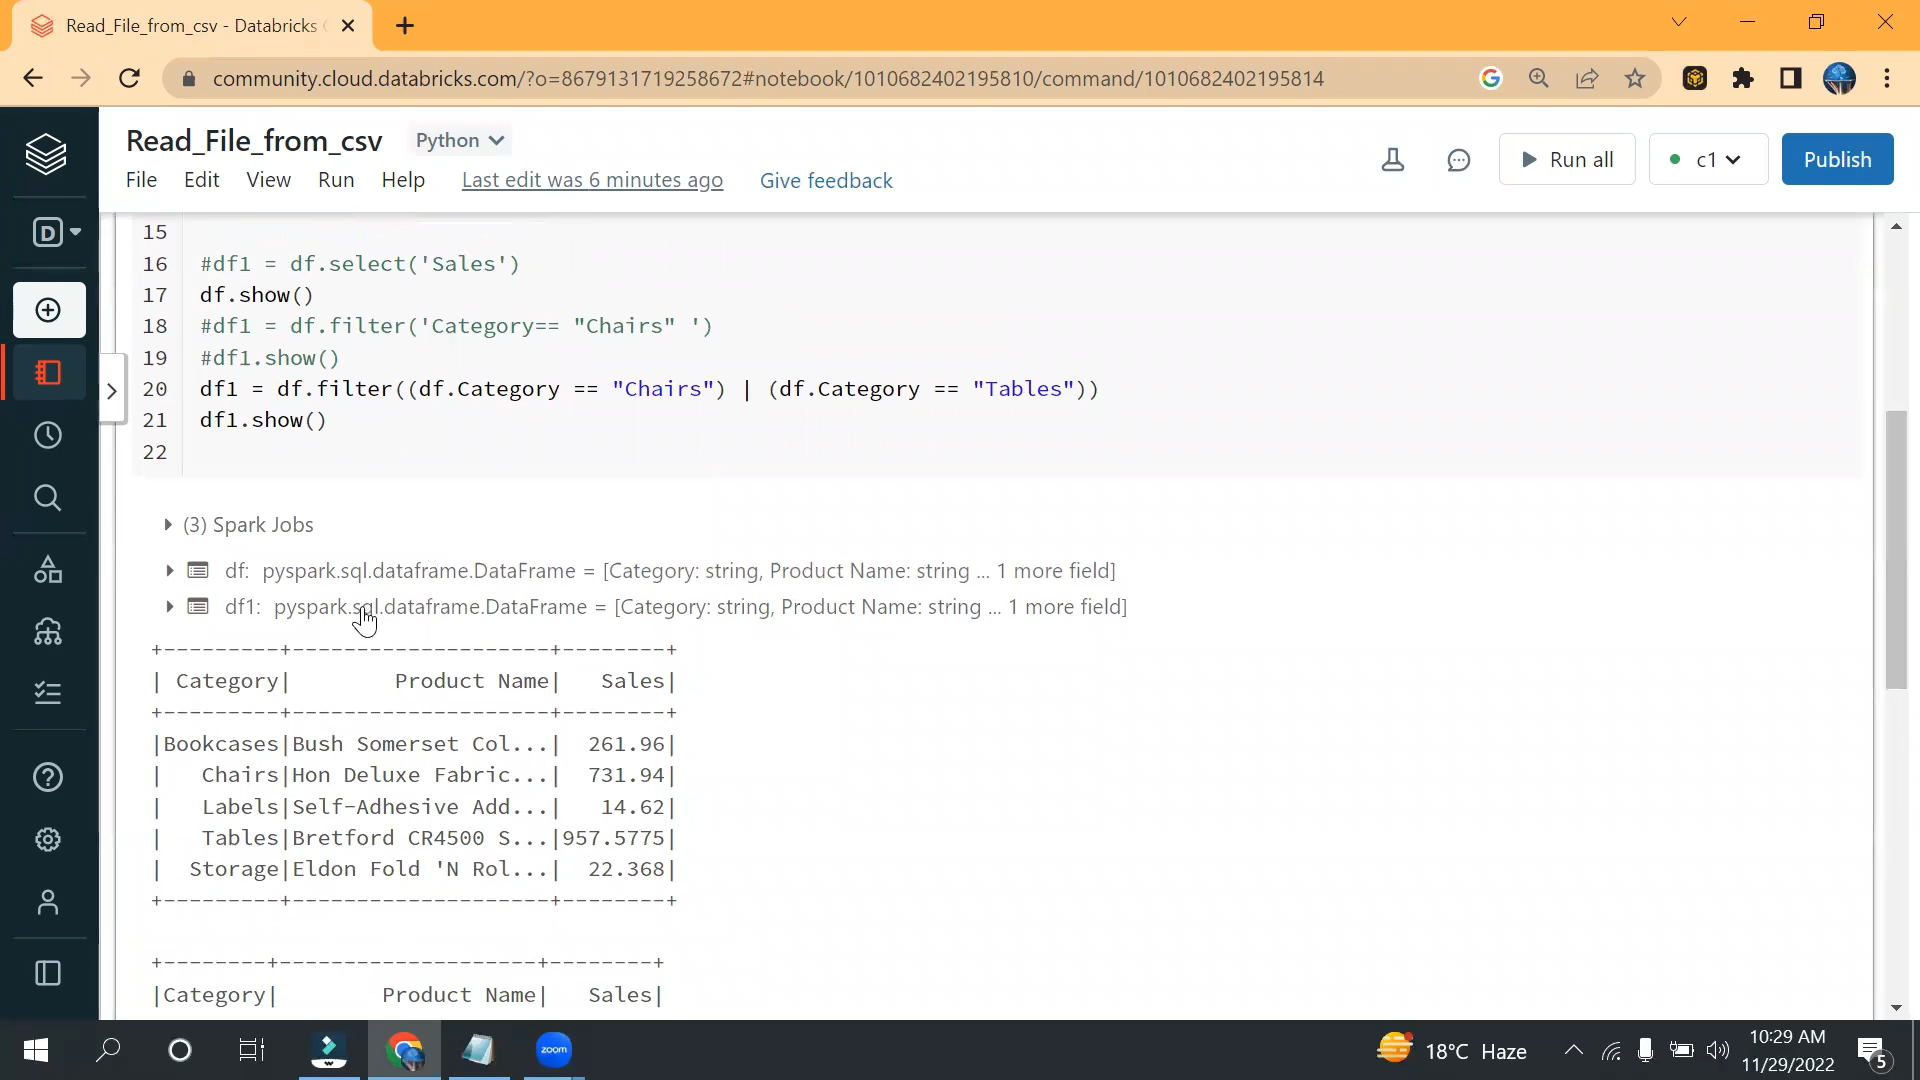 Read_File_from_csv - Databricks
community.cloud.databricks.com/?o=8679131719258672#notebook/1010682402195810/command/1010682402195814
Read_File_from_csv Python
File Edit View Run Help Last edit was 6 minutes ago Give feedback
Run all c1 Publish
D
15
16 #df1 = df.select('Sales')
17 df.show()
18 #df1 = df.filter('Category== "Chairs" ')
19 #df1.show()
20 df1 = df.filter((df.Category == "Chairs") | (df.Category == "Tables"))
21 df1.show()
22
(3) Spark Jobs
df: pyspark.sql.dataframe.DataFrame = [Category: string, Product Name: string ... 1 more field]
df1: pyspark.sql.dataframe.DataFrame = [Category: string, Product Name: string ... 1 more field]
+---------+--------------------+--------+
| Category|        Product Name|   Sales|
+---------+--------------------+--------+
|Bookcases|Bush Somerset Col...|  261.96|
|   Chairs|Hon Deluxe Fabric...|  731.94|
|   Labels|Self-Adhesive Add...|   14.62|
|   Tables|Bretford CR4500 S...|957.5775|
|  Storage|Eldon Fold 'N Rol...|  22.368|
+---------+--------------------+--------+
+--------+--------------------+--------+
|Category|        Product Name|   Sales|
zoom
18°C Haze
10:29 AM
11/29/2022
5